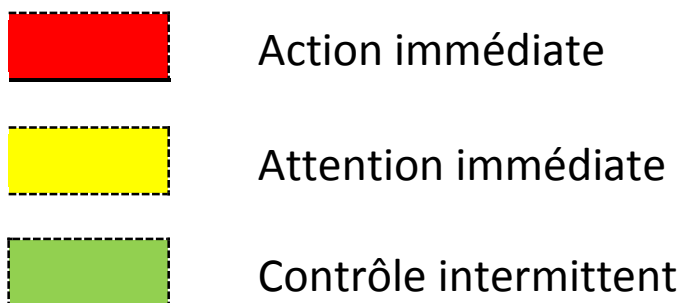 Action immédiate
Attention immédiate
Contrôle intermittent